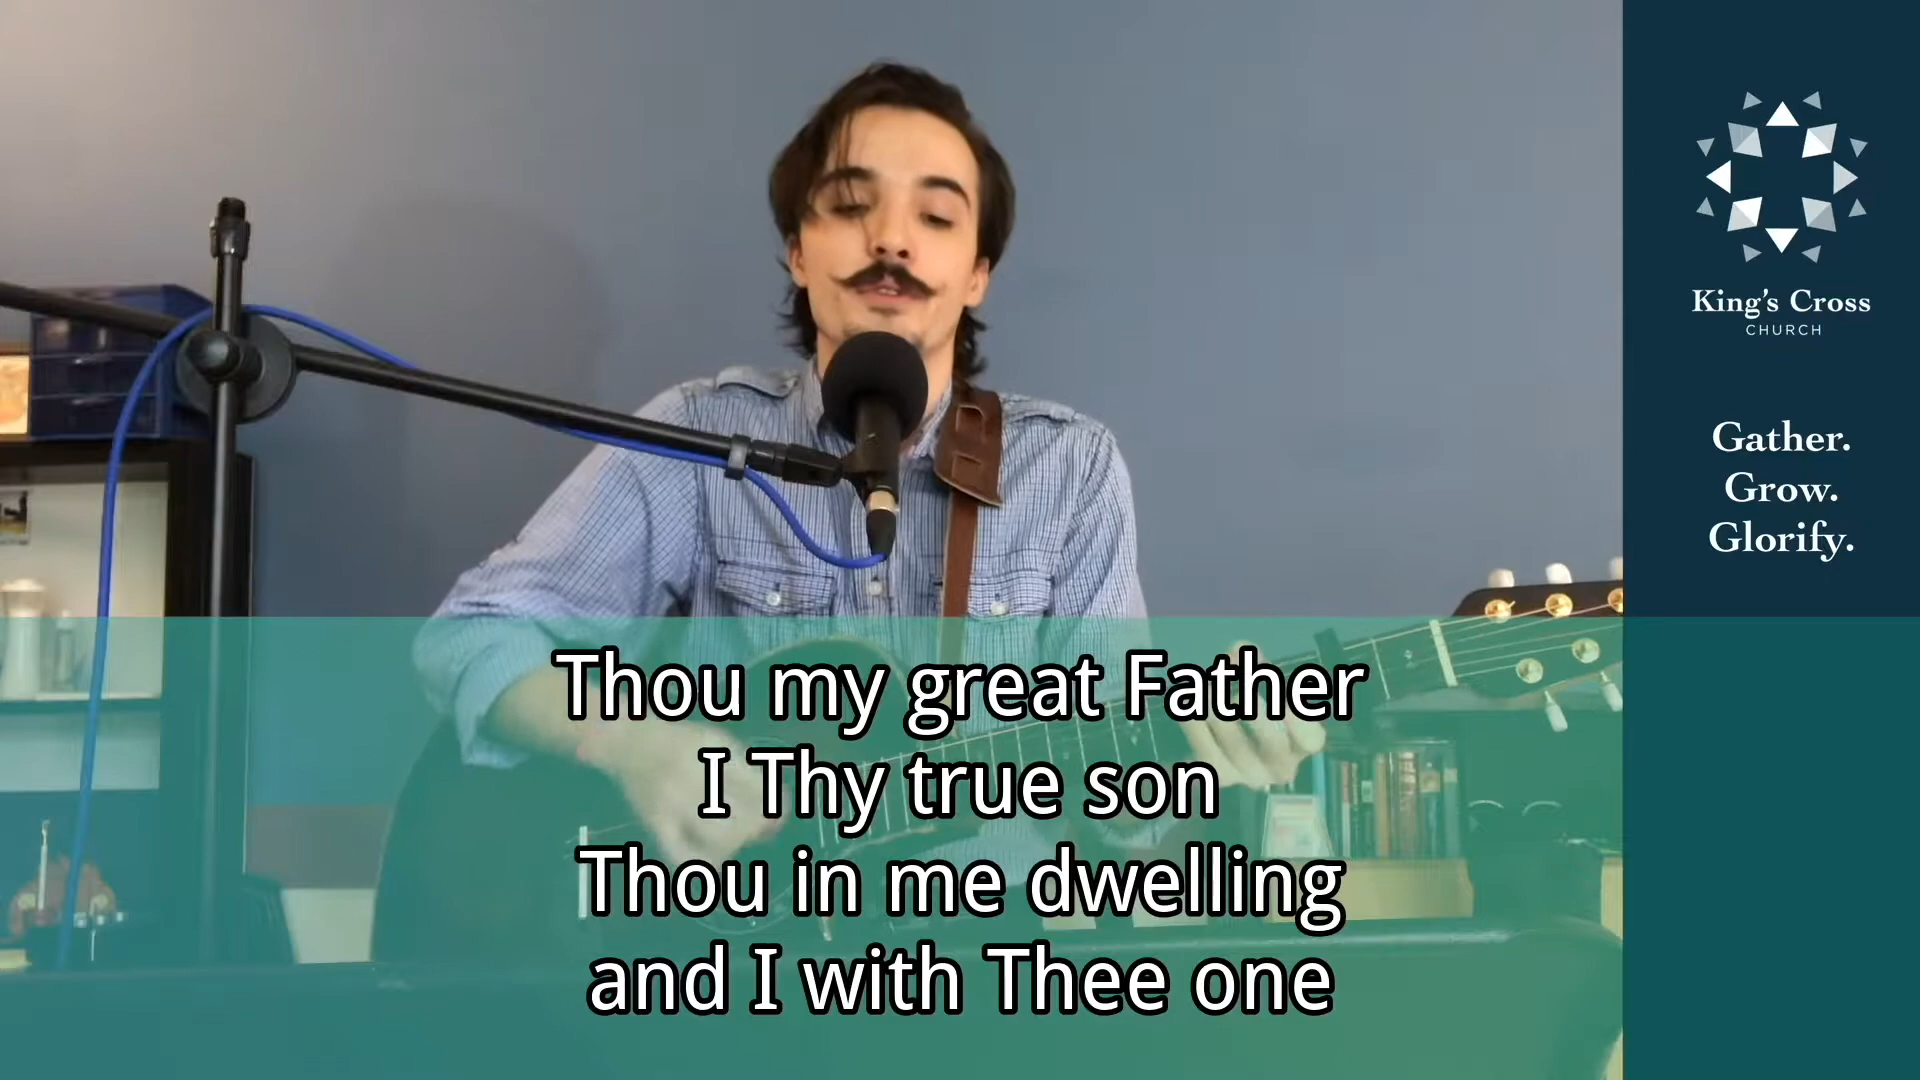 King's Cross
CHURCH
Gather.
Grow.
Glorify.
Thou my great Father
I Thy true son
Thou in me dwelling
and I with Thee one